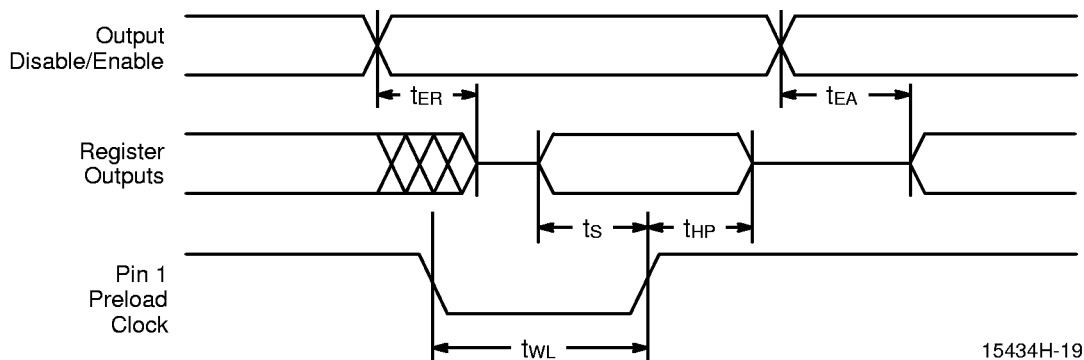 Output
Disable/Enable
tER
tEA
Register
Outputs
tS
tHP
Pin 1
Preload
Clock
tWL
15434H-19